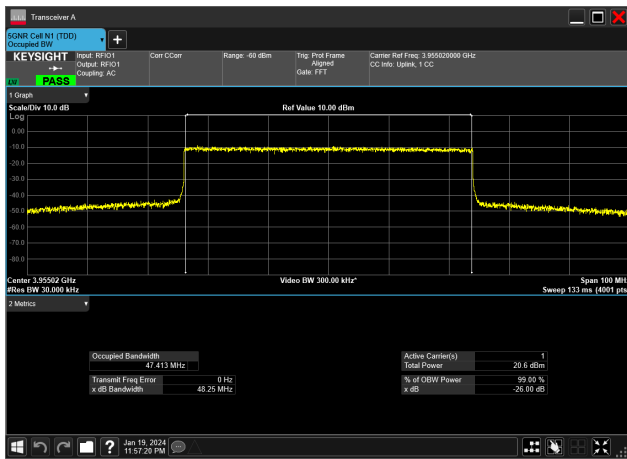 Transceiver A
5GNR Cell N1 (TDD)
Occupied BW
+
KEYSIGHT
PASS
Input: RFIO1
Output: RFIO1
Coupling: AC
Corr CCorr
Range: -60 dBm
Trig: Prot Frame
Aligned
Gate: FFT
Carrier Ref Freq: 3.955020000 GHz
CC Info: Uplink, 1 CC
1 Graph
Scale/Div 10.0 dB
Ref Value 10.00 dBm
Log
0.00
-10.0
-20.0
-30.0
-40.0
-50.0
-60.0
-70.0
-80.0
Center 3.95502 GHz
Video BW 300.00 kHz*
Span 100 MH
#Res BW 30.000 kHz
Sweep 133 ms (4001 pts
2 Metrics
Occupied Bandwidth
47.413 MHz
Transmit Freq Error 0 Hz
x dB Bandwidth 48.25 MHz
Active Carrier(s) 1
Total Power 20.6 dBm
% of OBW Power 99.00 %
x dB -26.00 dB
?
Jan 19, 2024
11:57:20 PM